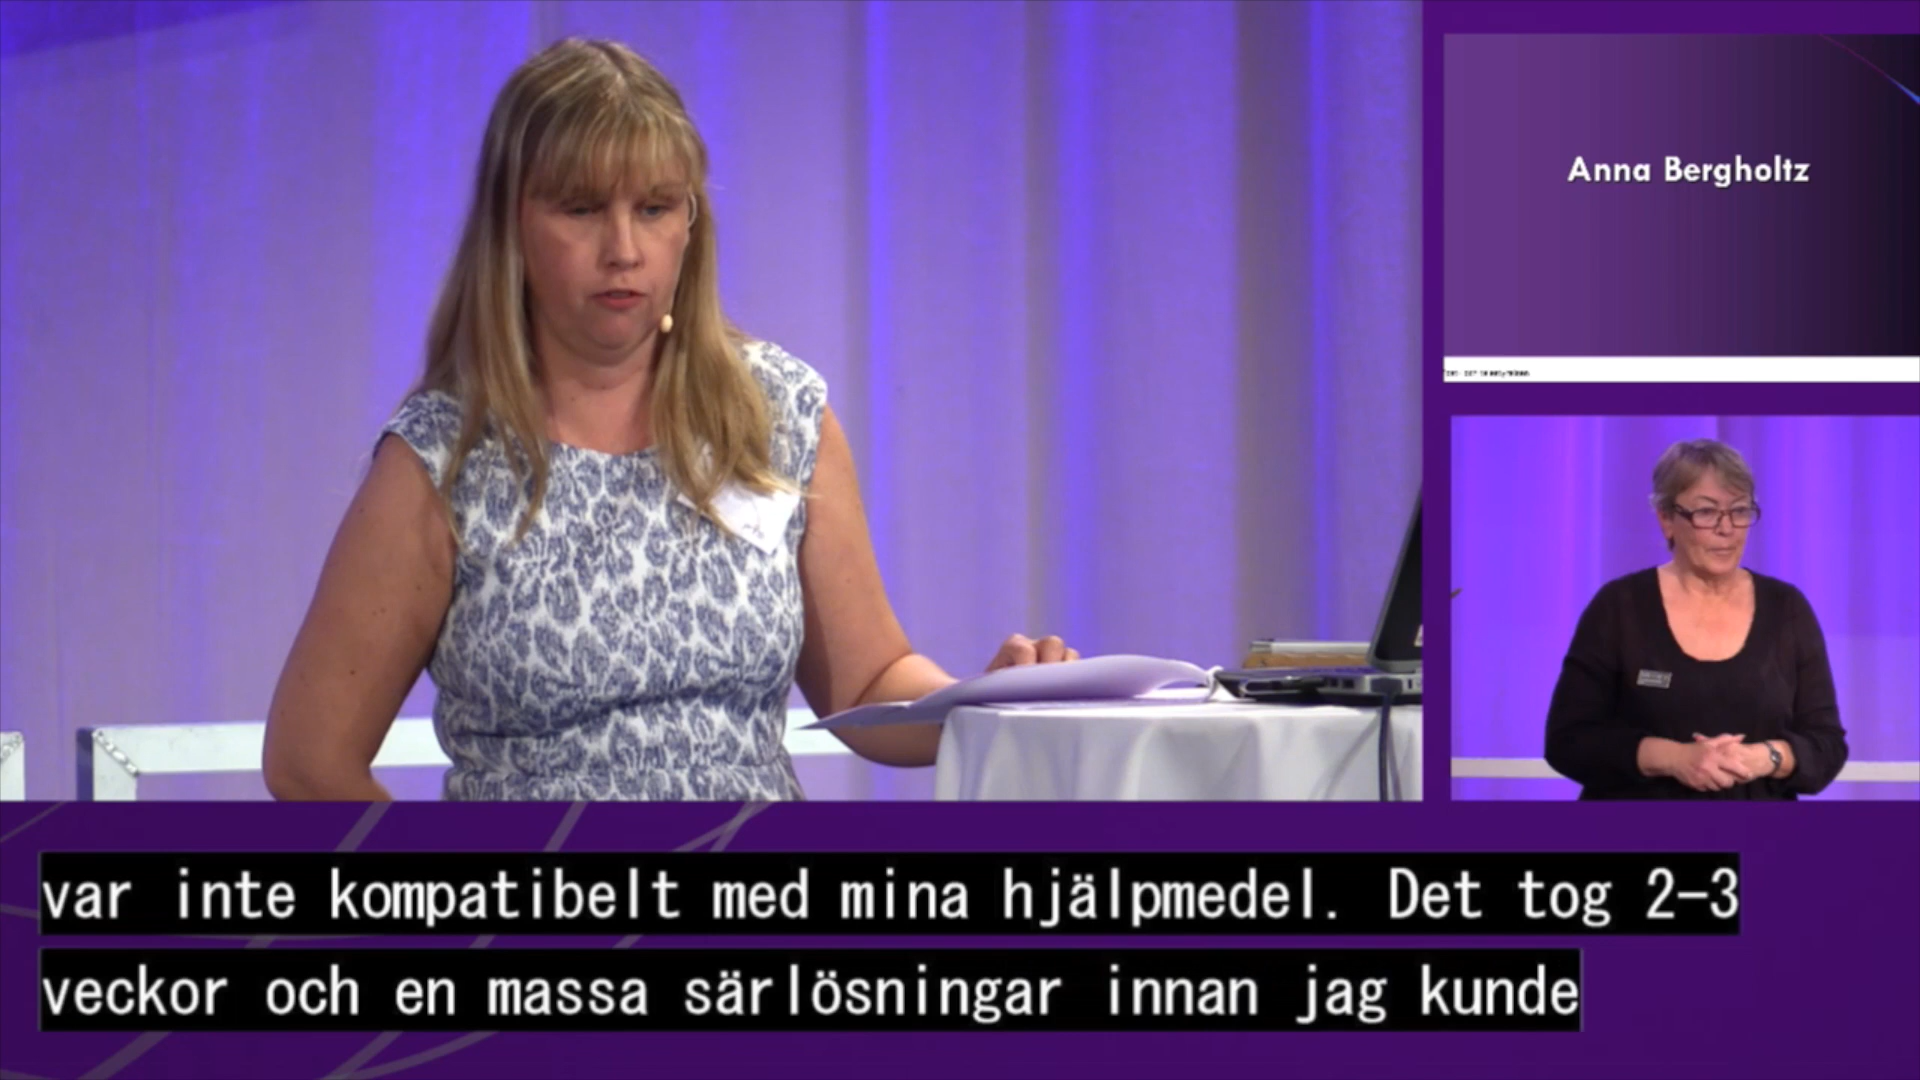 Anna Bergholtz
var inte kompatibelt med mina hjälpmedel. Det tog 2-3
veckor och en massa särlösningar innan jag kunde